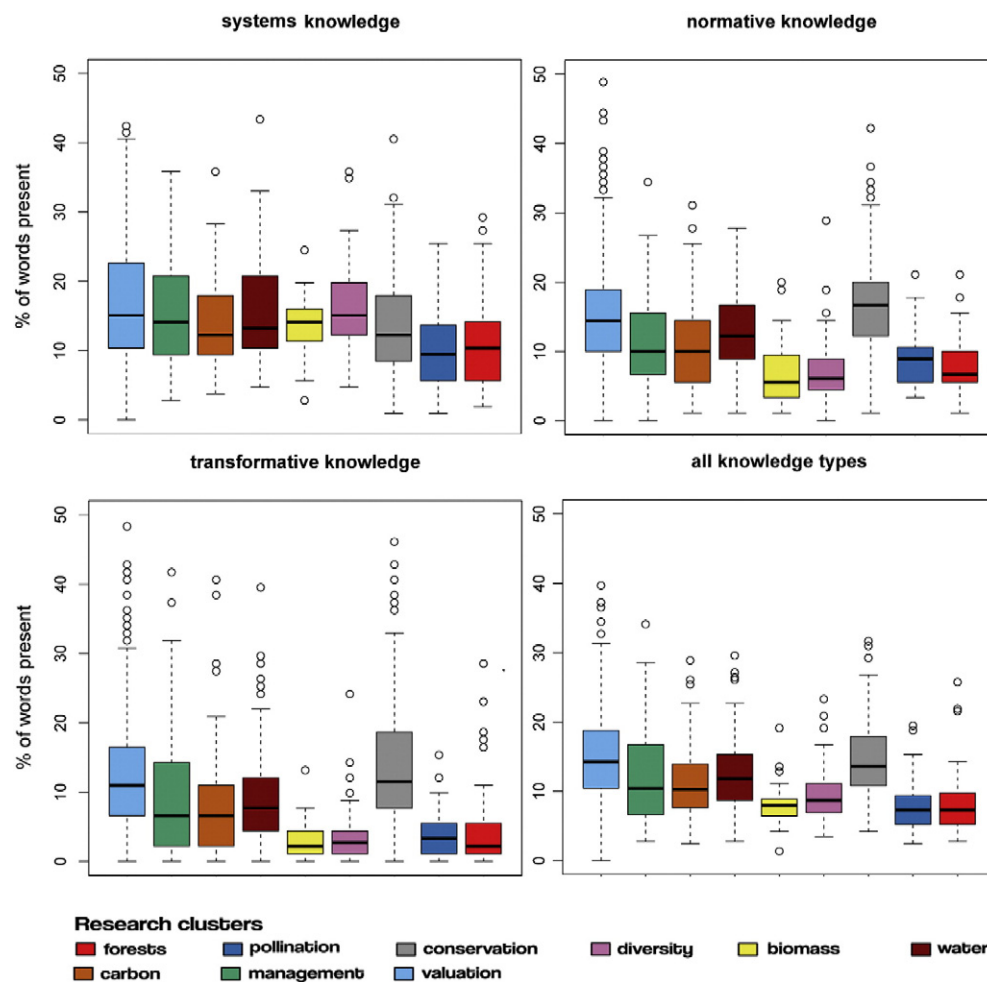 systems knowledge
normative knowledge
% of words present
50
40
30
20
10
0
50
40
30
20
10
0
transformative knowledge
all knowledge types
% of words present
50
40
30
20
10
0
50
40
30
20
10
0
Research clusters
forests pollination conservation diversity biomass water
carbon management valuation